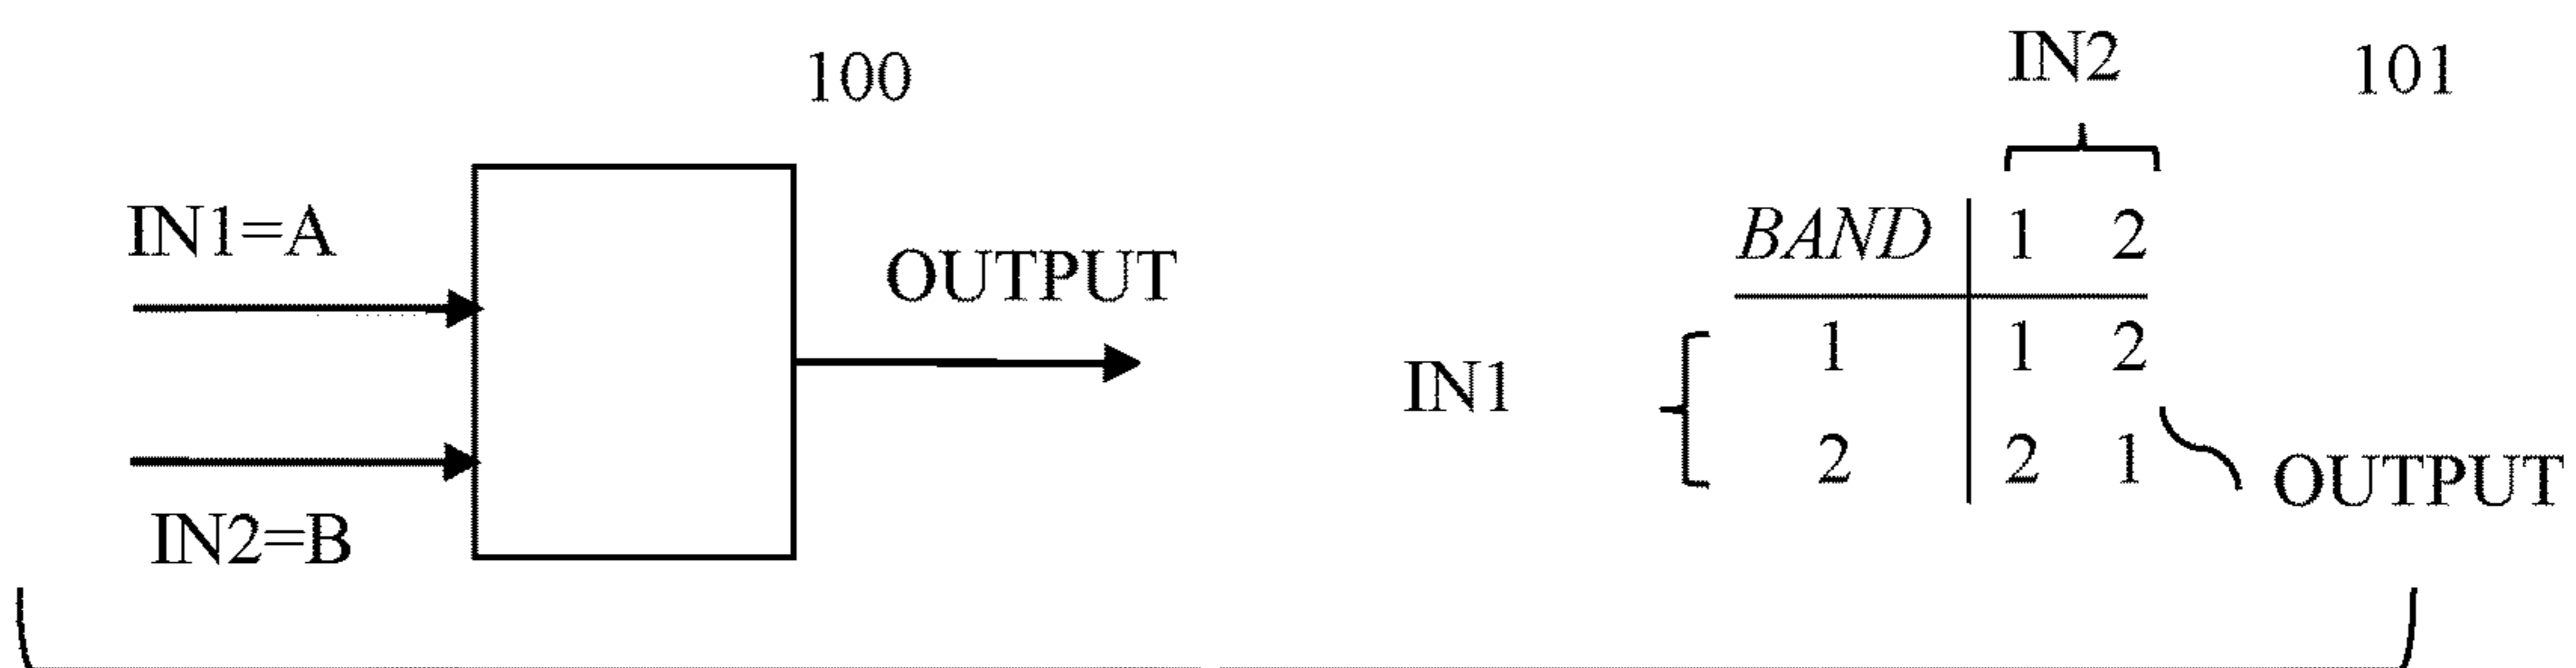 100
IN1=A
IN2=B
OUTPUT
IN2
101
BAND 1 2
1 1 2
2 2 1
IN1
OUTPUT